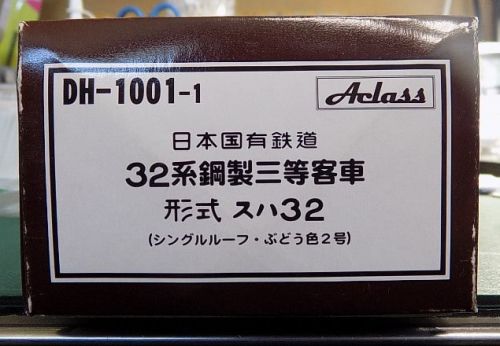 DH-1001-1
Aclass
日本国有鉄道
32系鋼製三等客車
形式 スハ32
(シングルルーフ・ぶどう色2号)